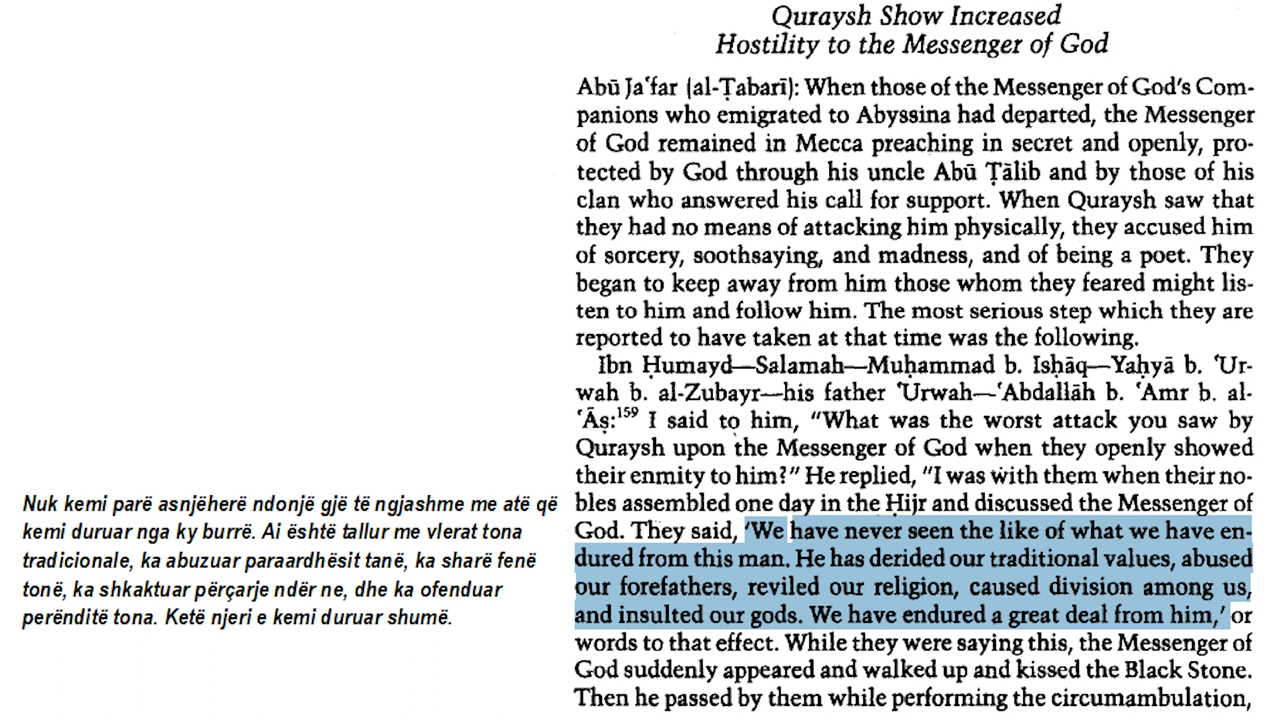 Quraysh Show Increased
Hostility to the Messenger of God
Abū Jaʿfar (al-Ṭabarī): When those of the Messenger of God's Com-
panions who emigrated to Abyssina had departed, the Messenger
of God remained in Mecca preaching in secret and openly, pro-
tected by God through his uncle Abū Ṭālib and by those of his
clan who answered his call for support. When Quraysh saw that
they had no means of attacking him physically, they accused him
of sorcery, soothsaying, and madness, and of being a poet. They
began to keep away from him those whom they feared might lis-
ten to him and follow him. The most serious step which they are
reported to have taken at that time was the following.
Ibn Ḥumayd—Salamah—Muḥammad b. Isḥāq—Yaḥyā b. ʿUr-
wah b. al-Zubayr—his father ʿUrwah—ʿAbdallāh b. ʿAmr b. al-
ʿĀṣ:¹⁵⁹ I said to him, "What was the worst attack you saw by
Quraysh upon the Messenger of God when they openly showed
their enmity to him?" He replied, "I was with them when their no-
bles assembled one day in the Ḥijr and discussed the Messenger of
God. They said, 'We have never seen the like of what we have en-
dured from this man. He has derided our traditional values, abused
our forefathers, reviled our religion, caused division among us,
and insulted our gods. We have endured a great deal from him,' or
words to that effect. While they were saying this, the Messenger of
God suddenly appeared and walked up and kissed the Black Stone.
Then he passed by them while performing the circumambulation,
Nuk kemi parë asnjëherë ndonjë gjë të ngjashme me atë që
kemi duruar nga ky burrë. Ai është tallur me vlerat tona
tradicionale, ka abuzuar paraardhësit tanë, ka sharë fenë
tonë, ka shkaktuar përçarje ndër ne, dhe ka ofenduar
perënditë tona. Ketë njeri e kemi duruar shumë.